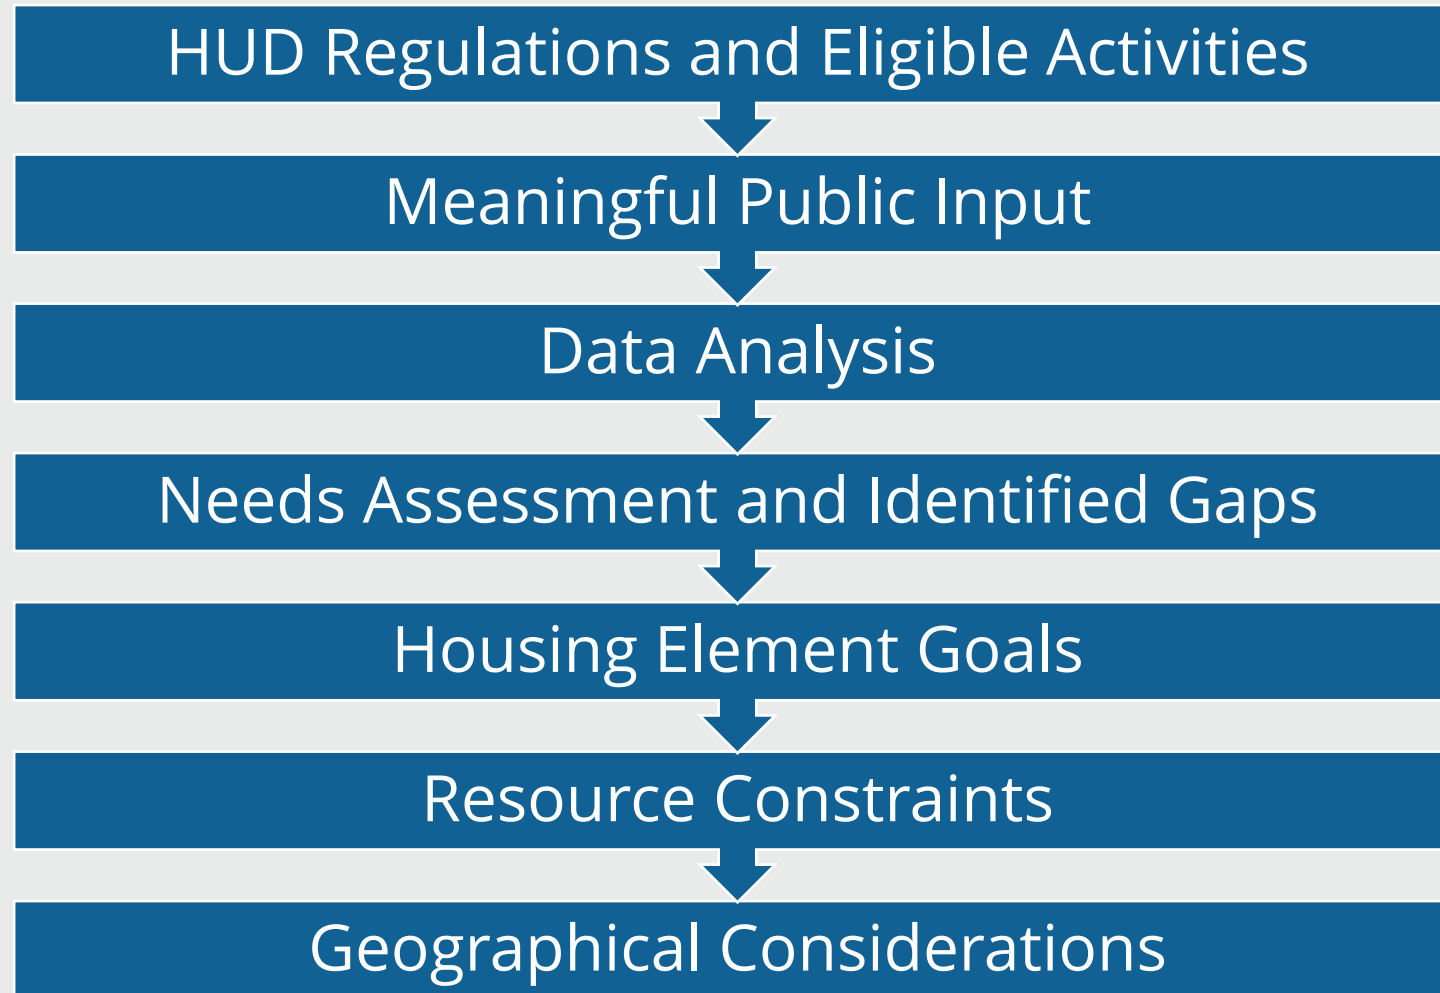 HUD Regulations and Eligible Activities
Meaningful Public Input
Data Analysis
Needs Assessment and Identified Gaps
Housing Element Goals
Resource Constraints
Geographical Considerations